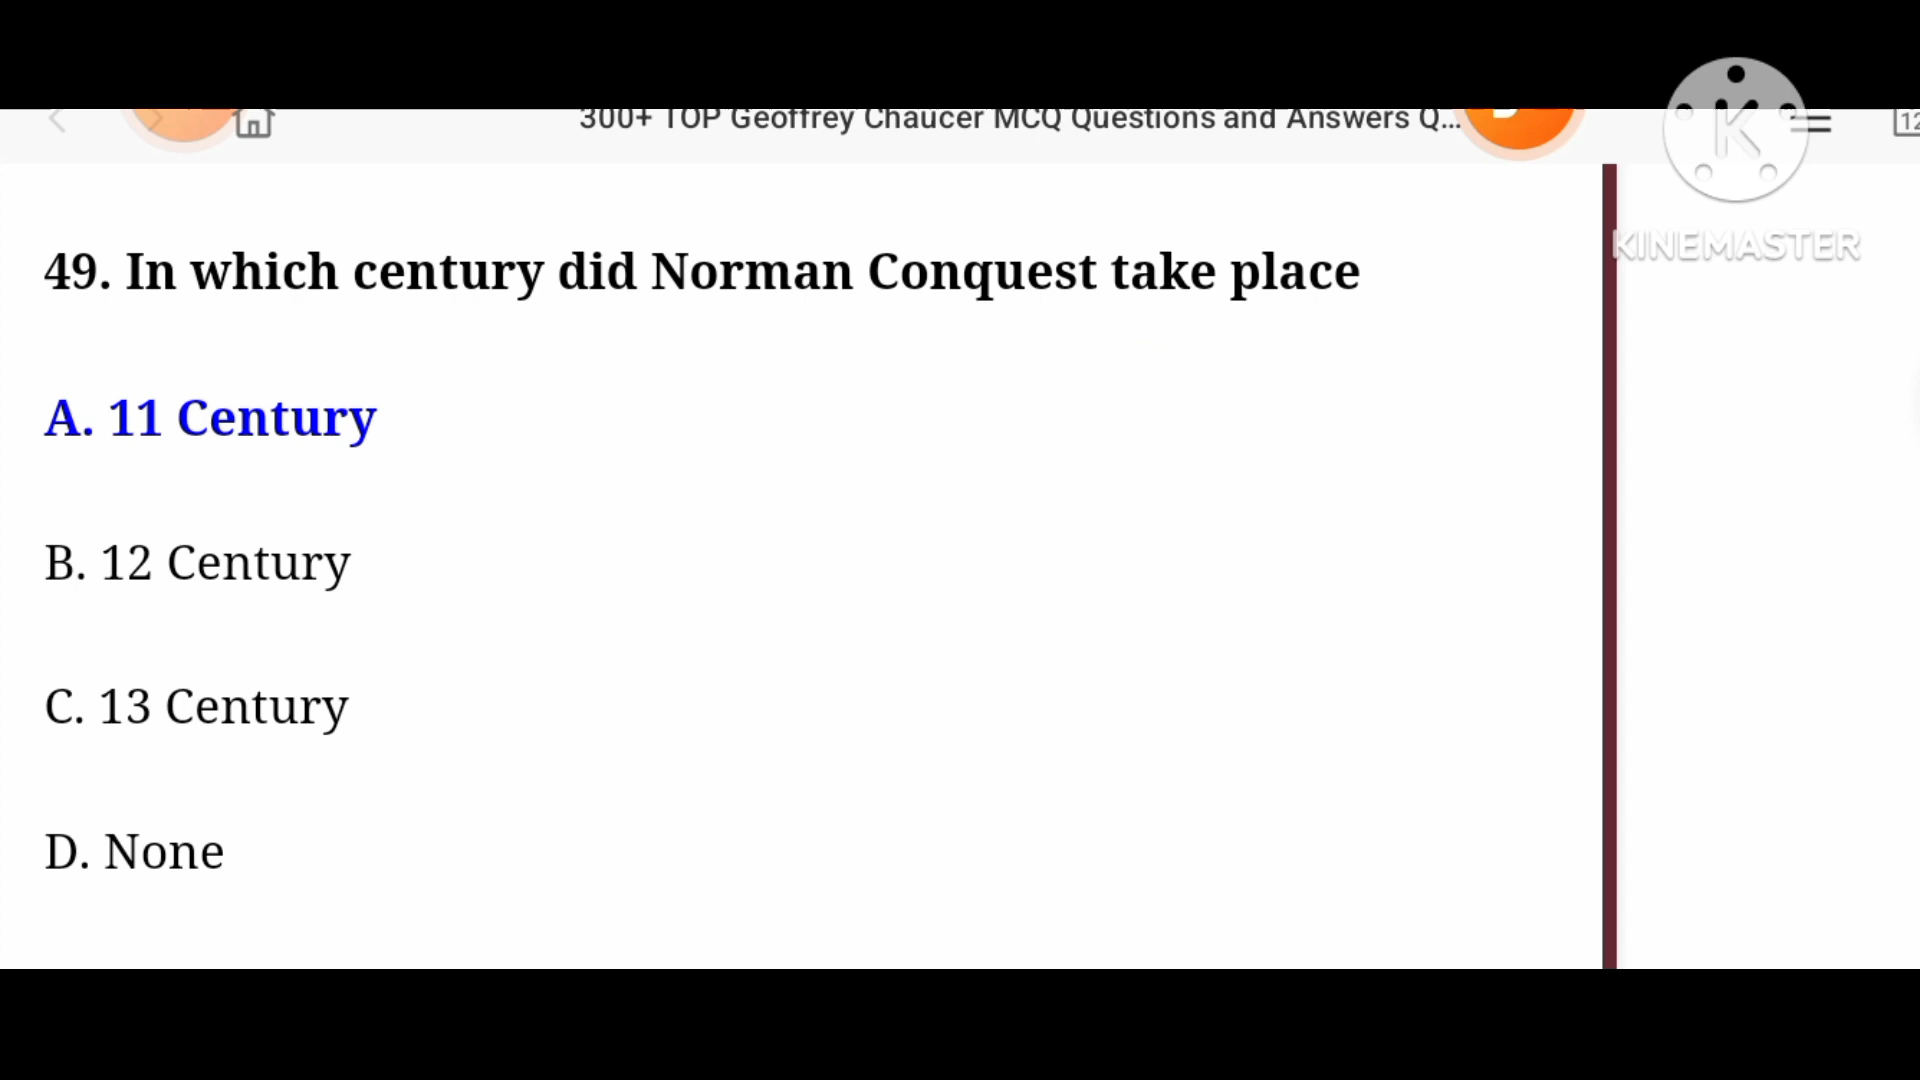 300+ TOP Geoffrey Chaucer MCQ Questions and Answers Q...
12
KINEMASTER
49. In which century did Norman Conquest take place
A. 11 Century
B. 12 Century
C. 13 Century
D. None